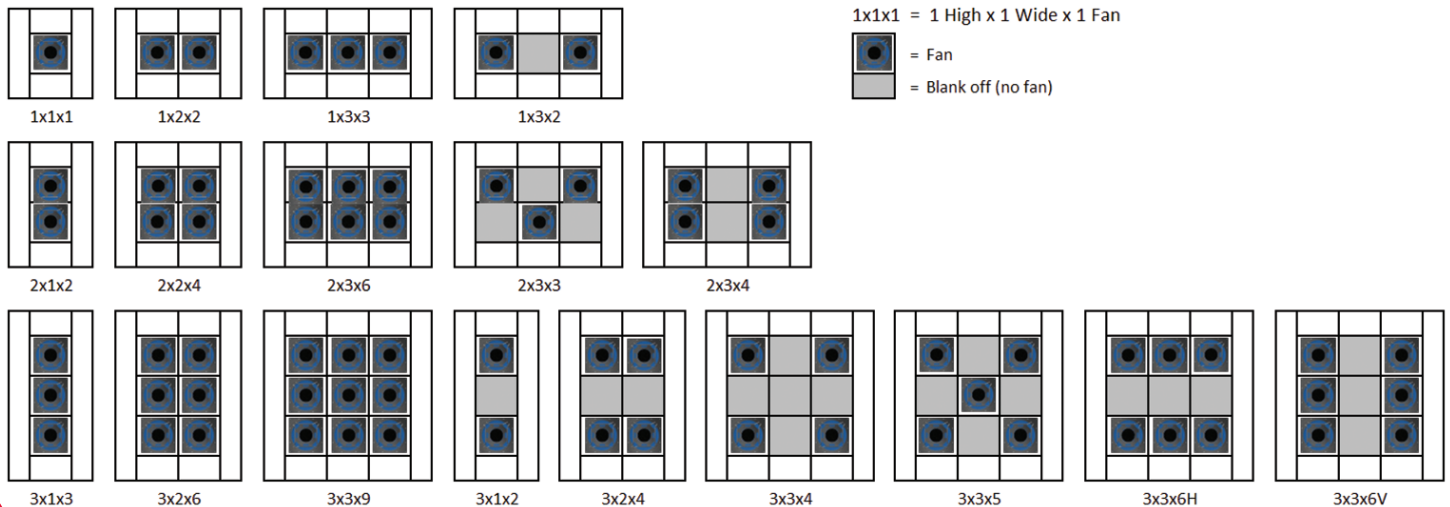 1x1x1 = 1 High x 1 Wide x 1 Fan
= Fan
= Blank off (no fan)
1x1x1 1x2x2 1x3x3 1x3x2
2x1x2 2x2x4 2x3x6 2x3x3 2x3x4
3x1x3 3x2x6 3x3x9 3x1x2 3x2x4 3x3x4 3x3x5 3x3x6H 3x3x6V